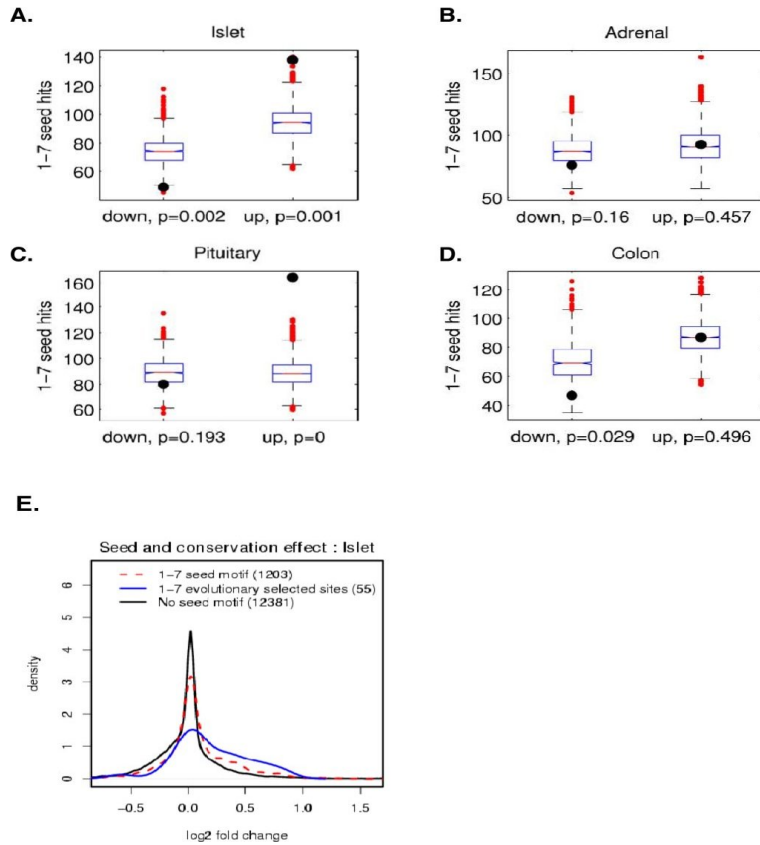 A.
Islet
140
120
100
80
60
1-7 seed hits
down, p=0.002 up, p=0.001
B.
Adrenal
150
100
50
1-7 seed hits
down, p=0.16 up, p=0.457
C.
Pituitary
160
140
120
100
80
60
1-7 seed hits
down, p=0.193 up, p=0
D.
Colon
120
100
80
60
40
1-7 seed hits
down, p=0.029 up, p=0.496
E.
Seed and conservation effect : Islet
1-7 seed motif (1203)
1-7 evolutionary selected sites (55)
No seed motif (12381)
6
5
4
3
2
1
0
density
-0.5 0.0 0.5 1.0 1.5
log2 fold change